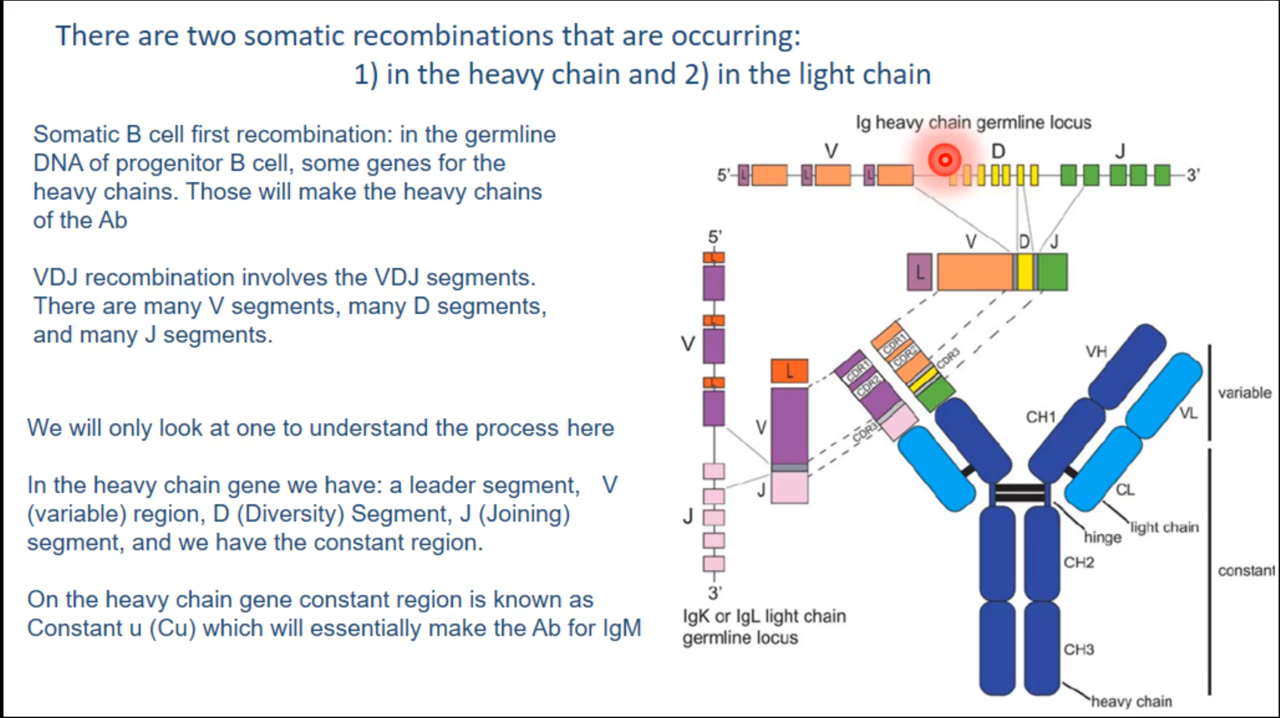 There are two somatic recombinations that are occurring:
1) in the heavy chain and 2) in the light chain
Somatic B cell first recombination: in the germline
DNA of progenitor B cell, some genes for the
heavy chains. Those will make the heavy chains
of the Ab
VDJ recombination involves the VDJ segments.
There are many V segments, many D segments,
and many J segments.
We will only look at one to understand the process here
In the heavy chain gene we have: a leader segment, V
(variable) region, D (Diversity) Segment, J (Joining)
segment, and we have the constant region.
On the heavy chain gene constant region is known as
Constant u (Cu) which will essentially make the Ab for IgM
Ig heavy chain germline locus
V D J
5' L L L 3'
V D J
L
5'
L
L
V
L
J
3'
L
V
J
IgK or IgL light chain
germline locus
CDR1
CDR2
CDR3
CDR1
CDR2
CDR3
VH
VL
CH1
CL
light chain
hinge
CH2
CH3
heavy chain
variable
constant